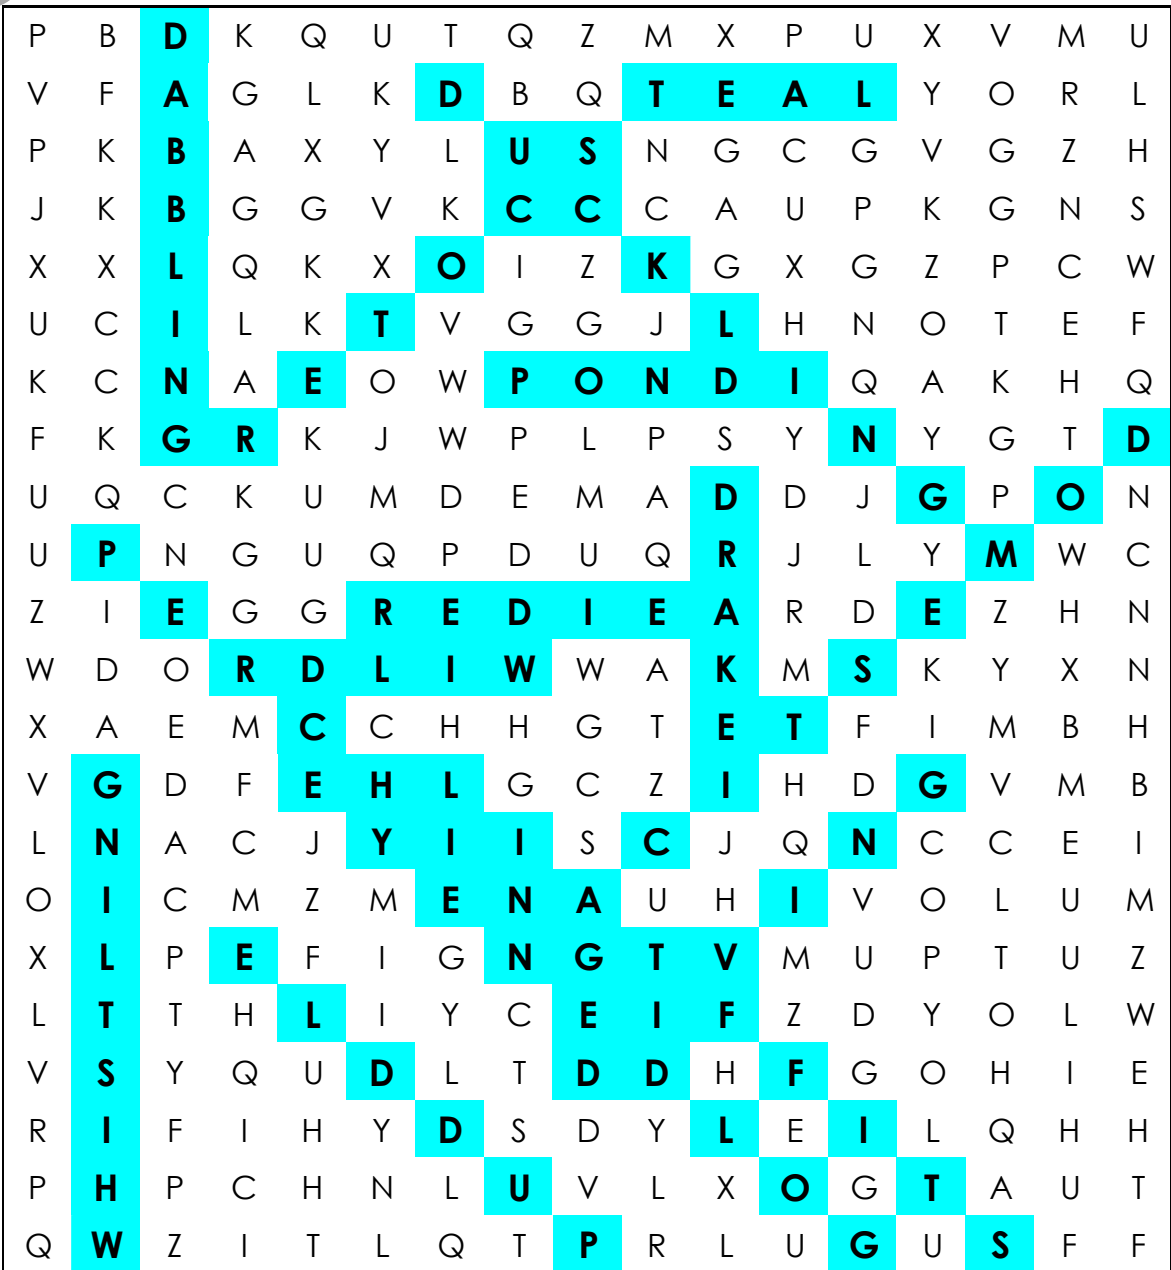 P B D K Q U T Q Z M X P U X V M U
V F A G L K D B Q T E A L Y O R L
P K B A X Y L U S N G C G V G Z H
J K B G G V K C C C A U P K G N S
X X L Q K X O I Z K G X G Z P C W
U C I L K T V G G J L H N O T E F
K C N A E O W P O N D I Q A K H Q
F K G R K J W P L P S Y N Y G T D
U Q C K U M D E M A D D J G P O N
U P N G U Q P D U Q R J L Y M W C
Z I E G G R E D I E A R D E Z H N
W D O R D L I W W A K M S K Y X N
X A E M C C H H G T E T F I M B H
V G D F E H L G C Z I H D G V M B
L N A C J Y I I S C J Q N C C E I
O I C M Z M E N A U H I V O L U M
X L P E F I G N G T V M U P T U Z
L T T H L I Y C E I F Z D Y O L W
V S Y Q U D L T D D H F G O H I E
R I F I H Y D S D Y L E I L Q H H
P H P C H N L U V L X O G T A U T
Q W Z I T L Q T P R L U G U S F F